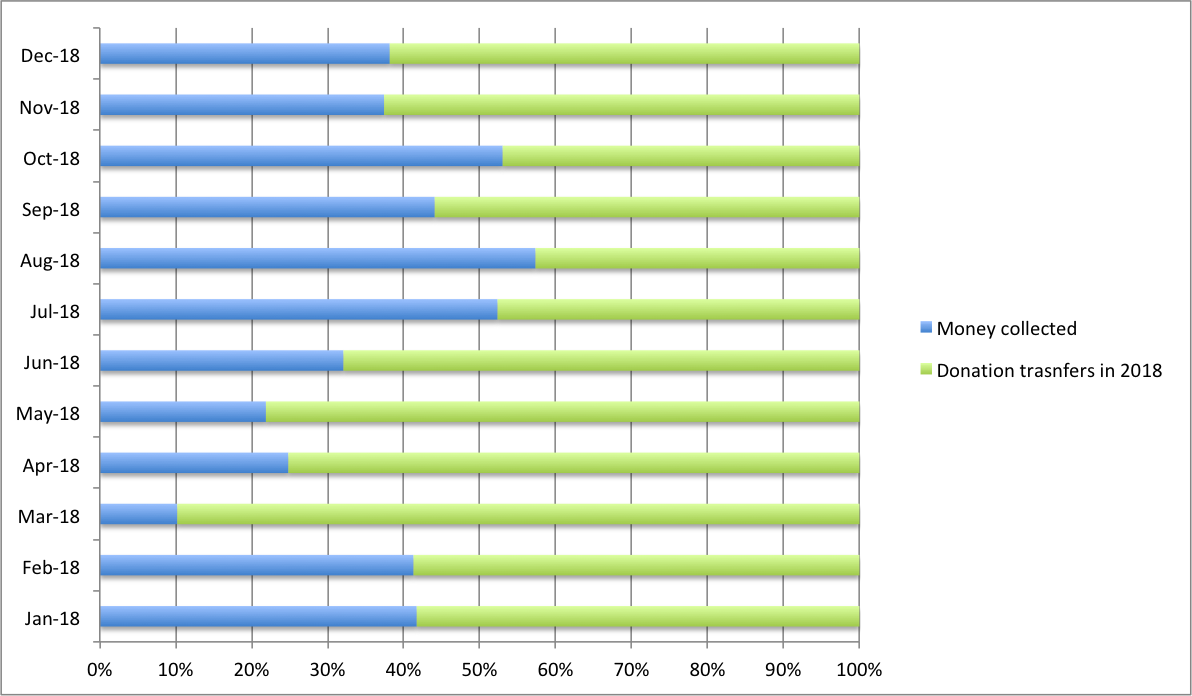 Dec-18
Nov-18
Oct-18
Sep-18
Aug-18
Jul-18
Jun-18
May-18
Apr-18
Mar-18
Feb-18
Jan-18
0% 10% 20% 30% 40% 50% 60% 70% 80% 90% 100%
Money collected
Donation trasnfers in 2018